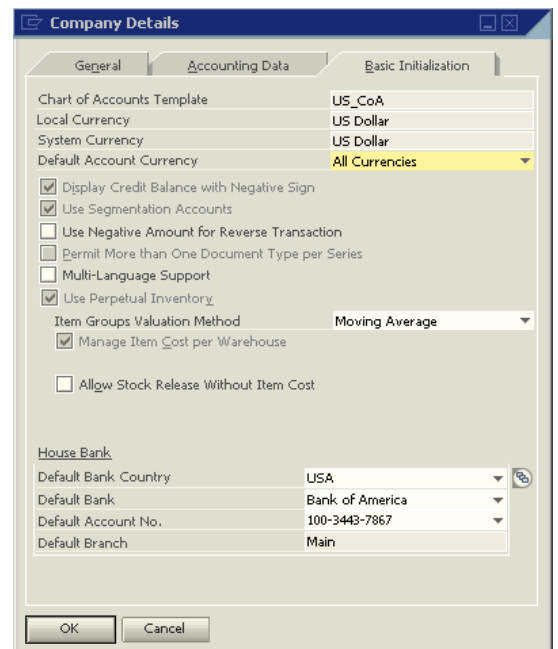 Company Details
General Accounting Data Basic Initialization
Chart of Accounts Template US_CoA
Local Currency US Dollar
System Currency US Dollar
Default Account Currency All Currencies
Display Credit Balance with Negative Sign
Use Segmentation Accounts
Use Negative Amount for Reverse Transaction
Permit More than One Document Type per Series
Multi-Language Support
Use Perpetual Inventory
Item Groups Valuation Method Moving Average
Manage Item Cost per Warehouse
Allow Stock Release Without Item Cost
House Bank
Default Bank Country USA
Default Bank Bank of America
Default Account No. 100-3443-7867
Default Branch Main
OK Cancel